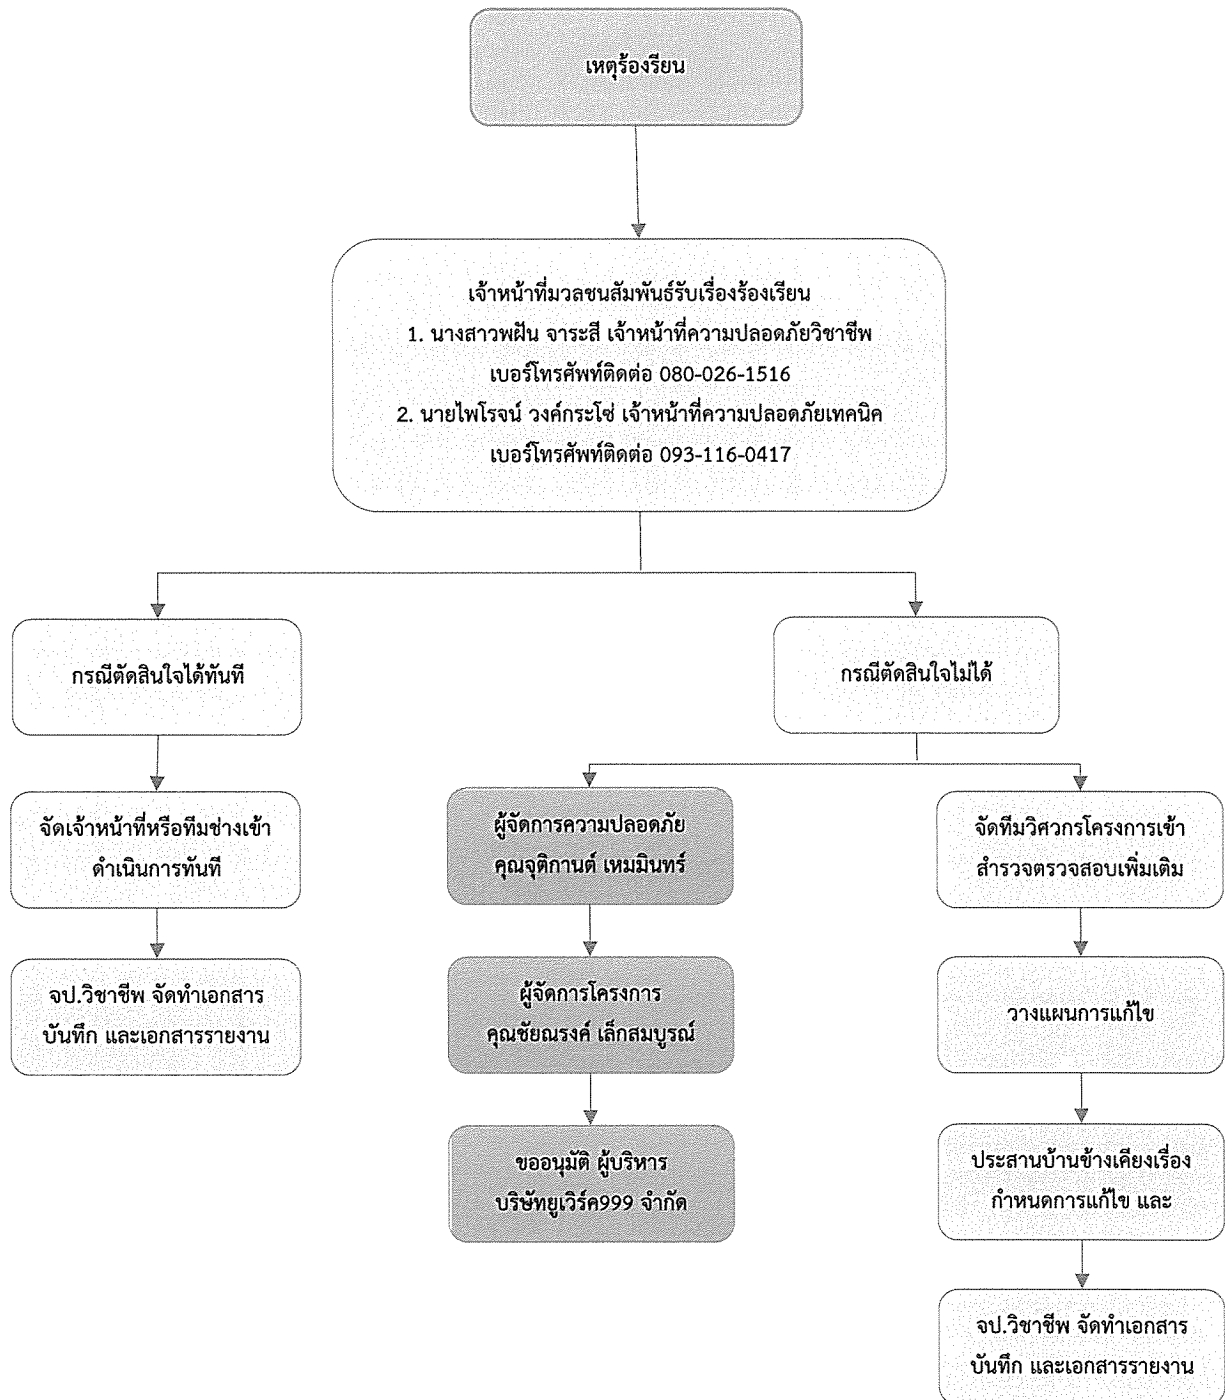 เหตุร้องเรียน
เจ้าหน้าที่มวลชนสัมพันธ์รับเรื่องร้องเรียน
1. นางสาวพฝัน จาระสี เจ้าหน้าที่ความปลอดภัยวิชาชีพ
เบอร์โทรศัพท์ติดต่อ 080-026-1516
2. นายไพโรจน์ วงค์กระโซ่ เจ้าหน้าที่ความปลอดภัยเทคนิค
เบอร์โทรศัพท์ติดต่อ 093-116-0417
กรณีตัดสินใจได้ทันที
จัดเจ้าหน้าที่หรือทีมช่างเข้า
ดำเนินการทันที
จป.วิชาชีพ จัดทำเอกสาร
บันทึก และเอกสารรายงาน
กรณีตัดสินใจไม่ได้
ผู้จัดการความปลอดภัย
คุณจุติกานต์ เหมมินทร์
ผู้จัดการโครงการ
คุณชัยณรงค์ เล็กสมบูรณ์
ขออนุมัติ ผู้บริหาร
บริษัทยูเวิร์ค999 จำกัด
จัดทีมวิศวกรโครงการเข้า
สำรวจตรวจสอบเพิ่มเติม
วางแผนการแก้ไข
ประสานบ้านข้างเคียงเรื่อง
กำหนดการแก้ไข และ
จป.วิชาชีพ จัดทำเอกสาร
บันทึก และเอกสารรายงาน